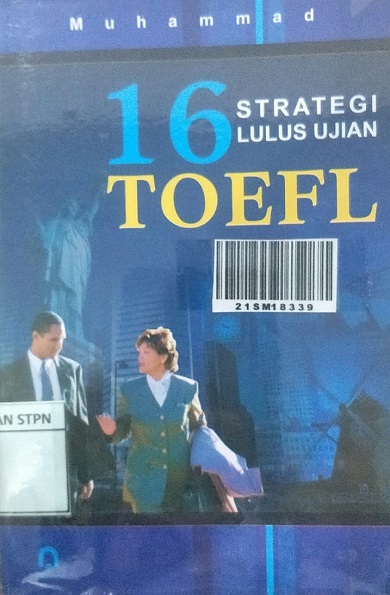 Muhammad
16 STRATEGI
LULUS UJIAN
TOEFL
21SM18339
AN STPN